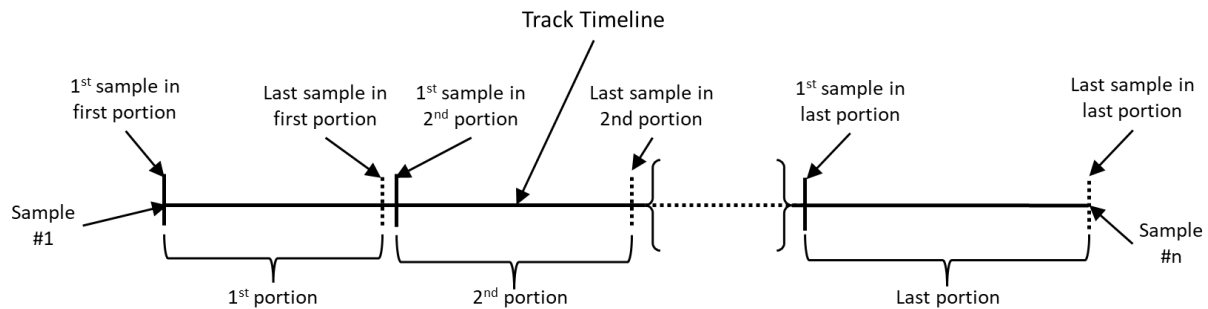 Track Timeline
1st sample in
first portion
Last sample in
first portion
1st sample in
2nd portion
Last sample in
2nd portion
1st sample in
last portion
Last sample in
last portion
Sample
#1
Sample
#n
1st portion
2nd portion
Last portion